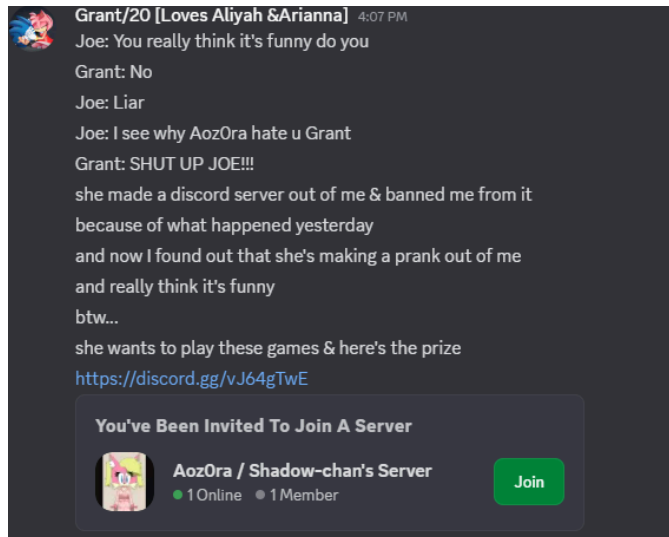 Grant/20 [Loves Aliyah &Arianna] 4:07 PM
Joe: You really think it's funny do you
Grant: No
Joe: Liar
Joe: I see why Aoz0ra hate u Grant
Grant: SHUT UP JOE!!!
she made a discord server out of me & banned me from it
because of what happened yesterday
and now I found out that she's making a prank out of me
and really think it's funny
btw...
she wants to play these games & here's the prize
https://discord.gg/vJ64gTwE
You've Been Invited To Join A Server
Aoz0ra / Shadow-chan's Server
1 Online 1 Member
Join